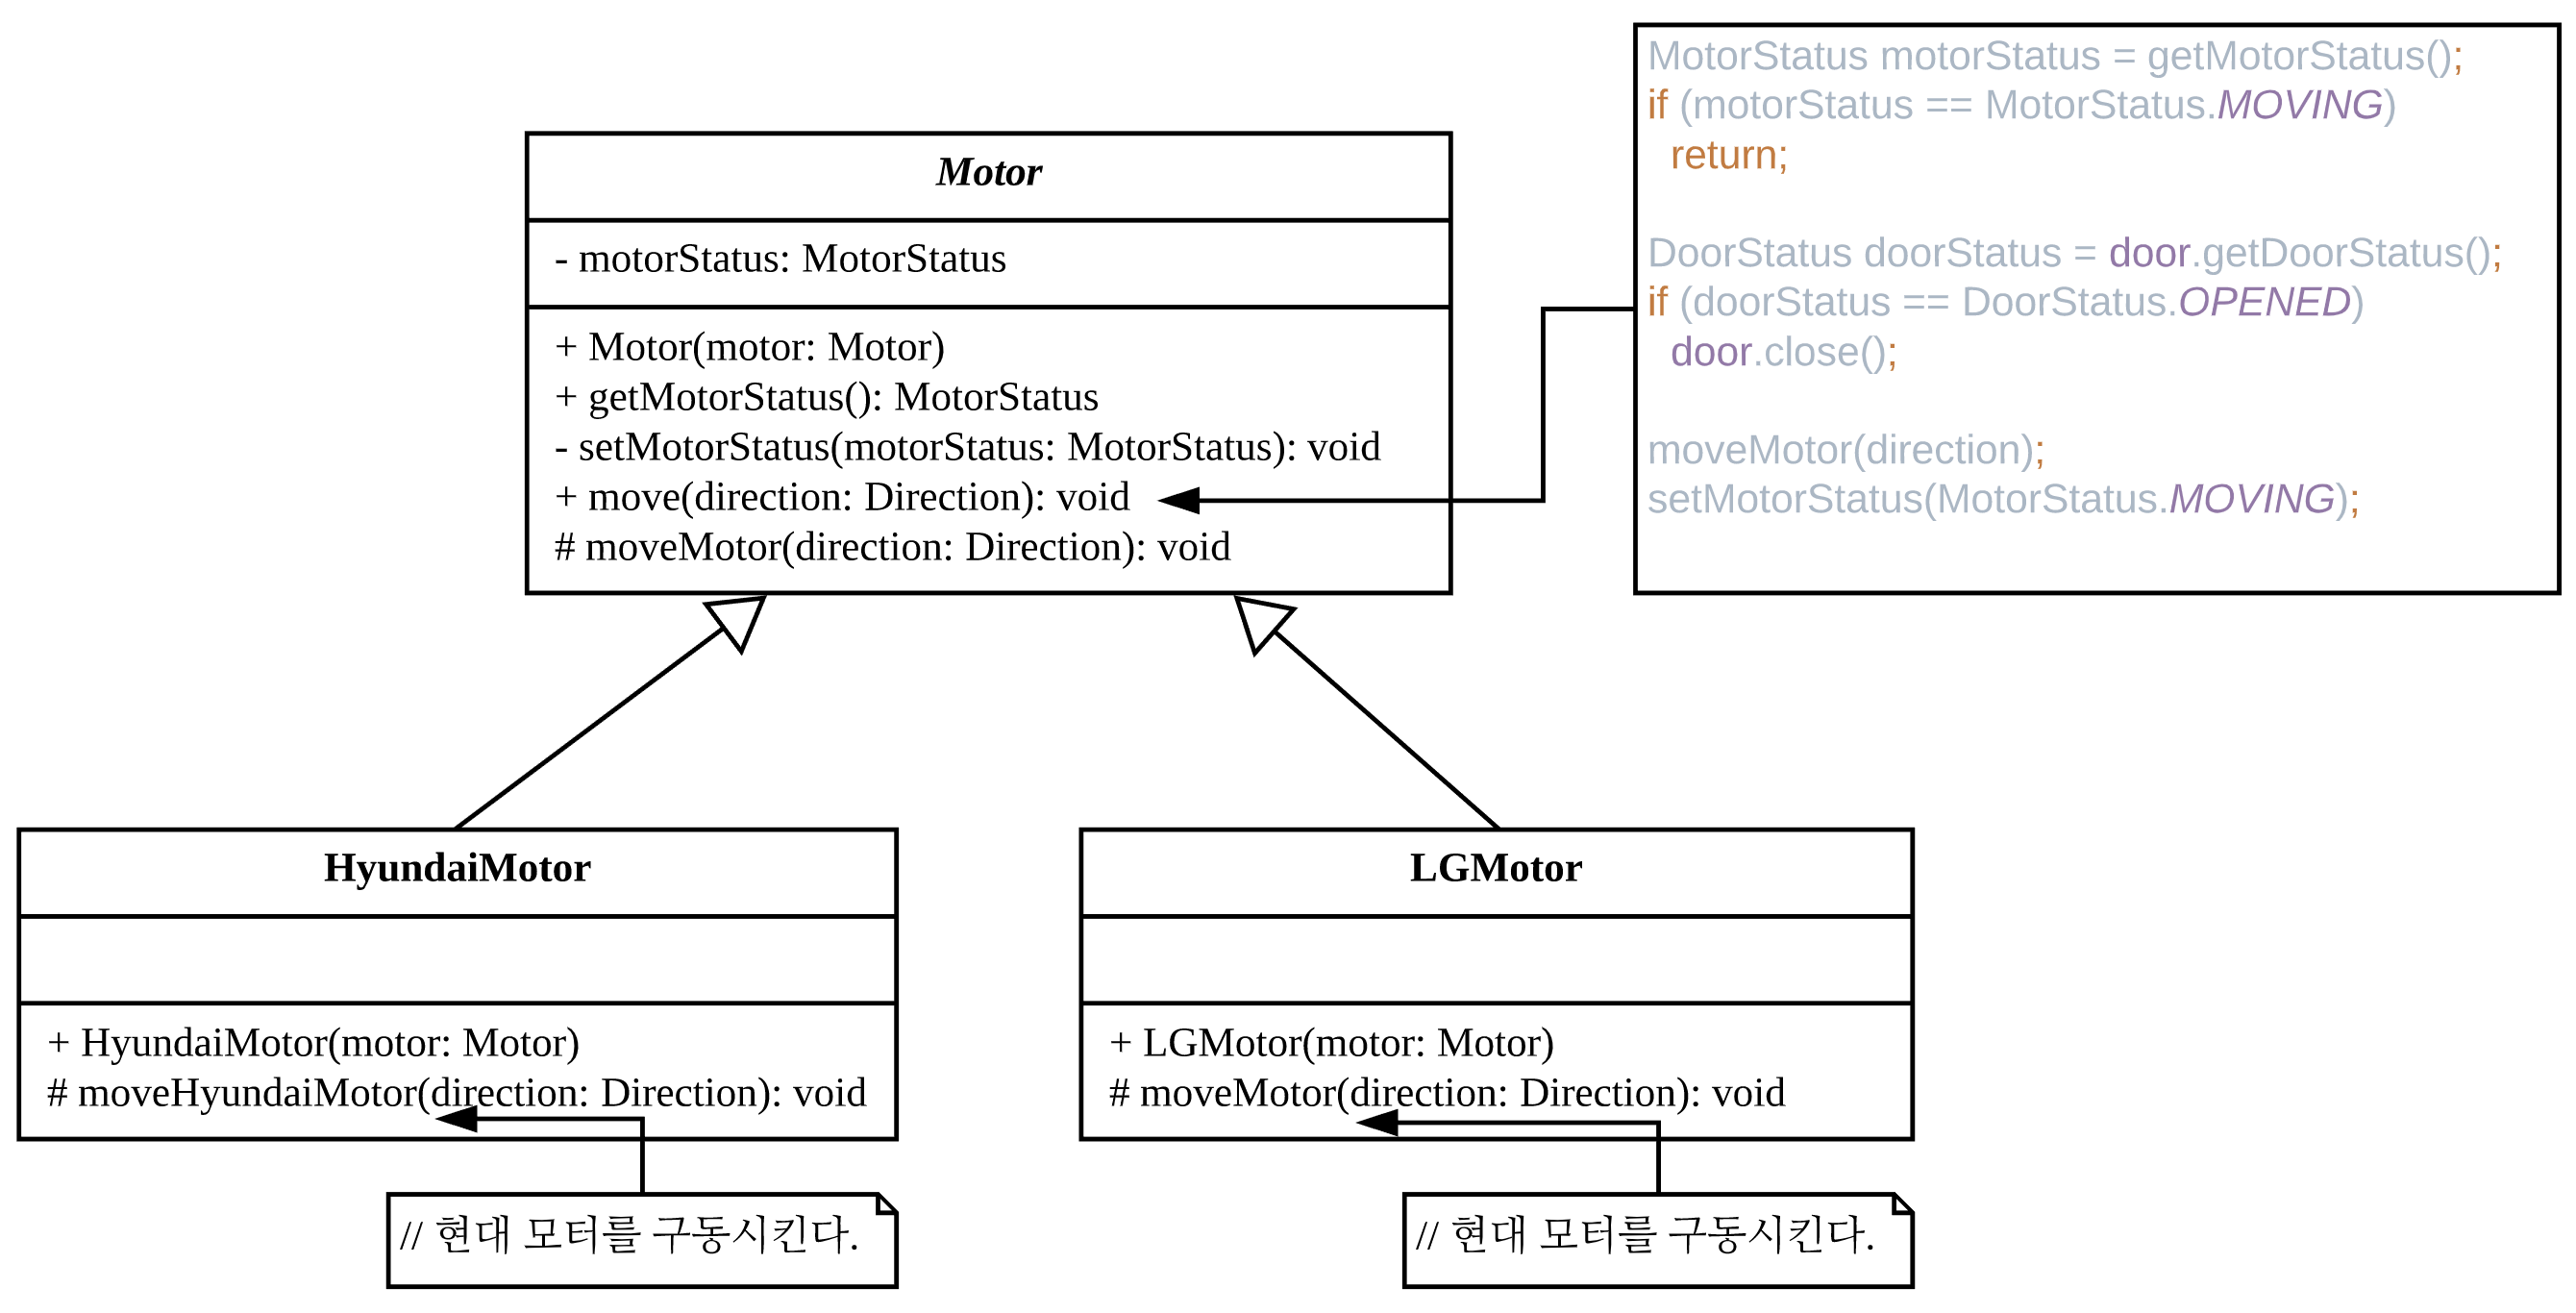 Motor
- motorStatus: MotorStatus
+ Motor(motor: Motor)
+ getMotorStatus(): MotorStatus
- setMotorStatus(motorStatus: MotorStatus): void
+ move(direction: Direction): void
# moveMotor(direction: Direction): void
MotorStatus motorStatus = getMotorStatus();
if (motorStatus == MotorStatus.MOVING)
return;
DoorStatus doorStatus = door.getDoorStatus();
if (doorStatus == DoorStatus.OPENED)
door.close();
moveMotor(direction);
setMotorStatus(MotorStatus.MOVING);
HyundaiMotor
+ HyundaiMotor(motor: Motor)
# moveHyundaiMotor(direction: Direction): void
// 현대 모터를 구동시킨다.
LGMotor
+ LGMotor(motor: Motor)
# moveMotor(direction: Direction): void
// 현대 모터를 구동시킨다.